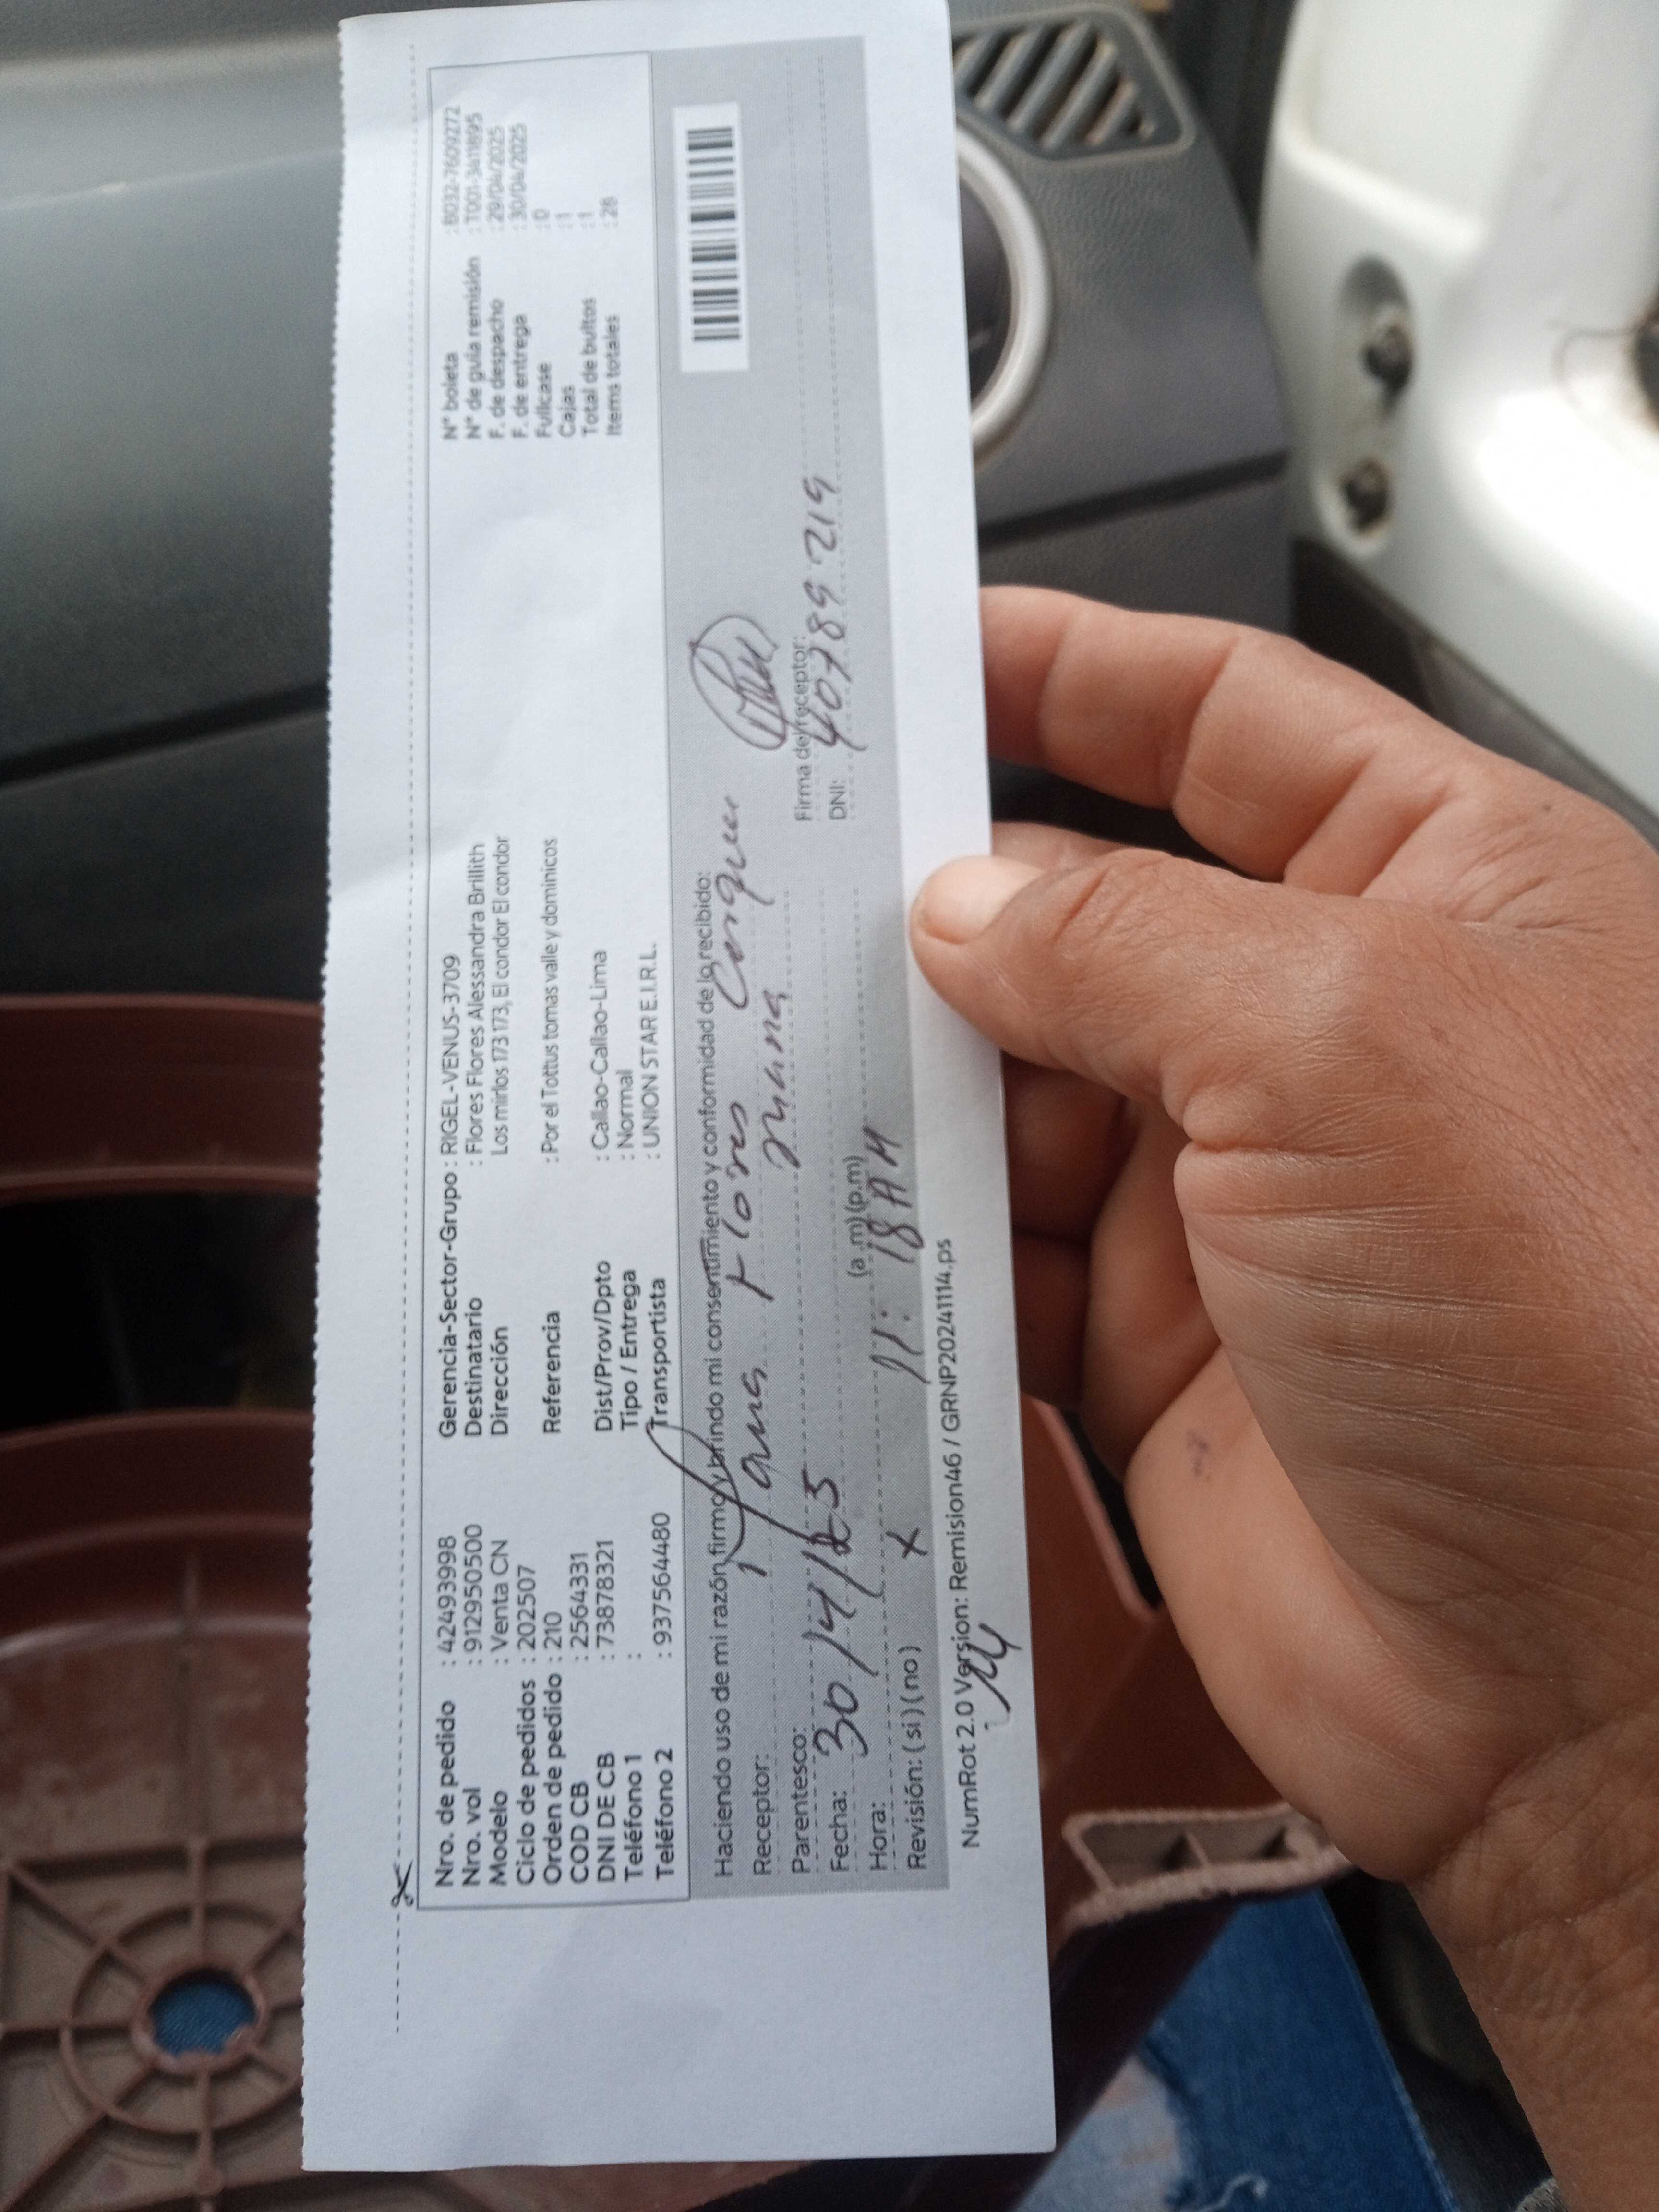 Nro. de pedido : 42493998
Nro. vol : 912950500
Modelo : Venta CN
Ciclo de pedidos : 202507
Orden de pedido : 210
COD CB : 2564331
DNI DE CB : 73878321
Teléfono 1 :
Teléfono 2 : 937564480
Gerencia-Sector-Grupo : RIGEL-VENUS-3709
Destinatario : Flores Flores Alessandra Brillith
Dirección Los mirlos 173 173, El condor El condor
Referencia : Por el Tottus tomas valle y dominicos
Dist/Prov/Dpto : Callao-Callao-Lima
Tipo / Entrega : Normal
Transportista : UNION STAR E.I.R.L.
N° boleta : B032-7609272
N° de guía remisión : T001-3411895
F. de despacho : 29/04/2025
F. de entrega : 30/04/2025
Fullcase : 0
Cajas : 1
Total de bultos : 1
Items totales : 28
Haciendo uso de mi razón, firmo y brindo mi consentimiento y conformidad de lo recibido:
Receptor: Flores
Parentesco: mama
Firma del receptor:
Fecha: 30/4/25
DNI: 40789219
(a .m) (p.m)
Hora: 11:18 AM
Revisión: ( si ) ( no ) X
NumRot 2.0 Version: Remision46 / GRNP20241114.ps